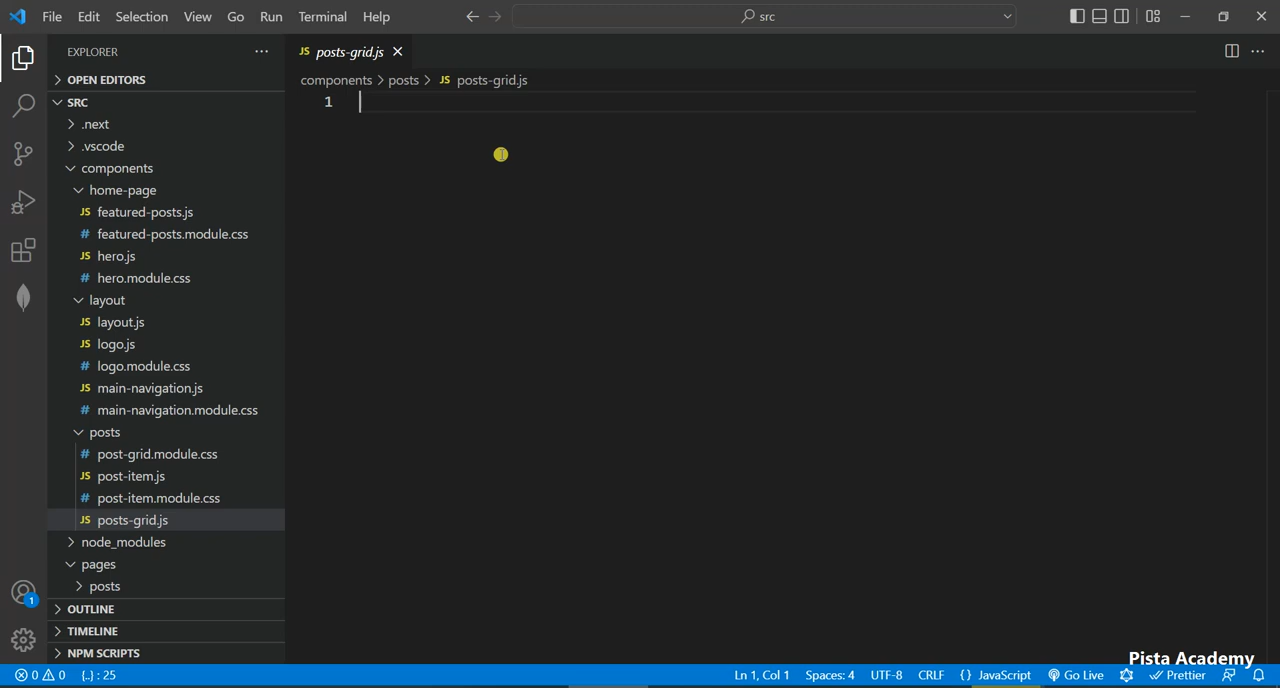 File Edit Selection View Go Run Terminal Help
src
EXPLORER
JS posts-grid.js
OPEN EDITORS
components > posts > JS posts-grid.js
SRC
1
.next
.vscode
components
home-page
JS featured-posts.js
# featured-posts.module.css
JS hero.js
# hero.module.css
layout
JS layout.js
JS logo.js
# logo.module.css
JS main-navigation.js
# main-navigation.module.css
posts
# post-grid.module.css
JS post-item.js
# post-item.module.css
JS posts-grid.js
node_modules
pages
posts
1
OUTLINE
TIMELINE
NPM SCRIPTS
Pista Academy
0 0 {..} : 25 Ln 1, Col 1 Spaces: 4 UTF-8 CRLF {} JavaScript Go Live Prettier